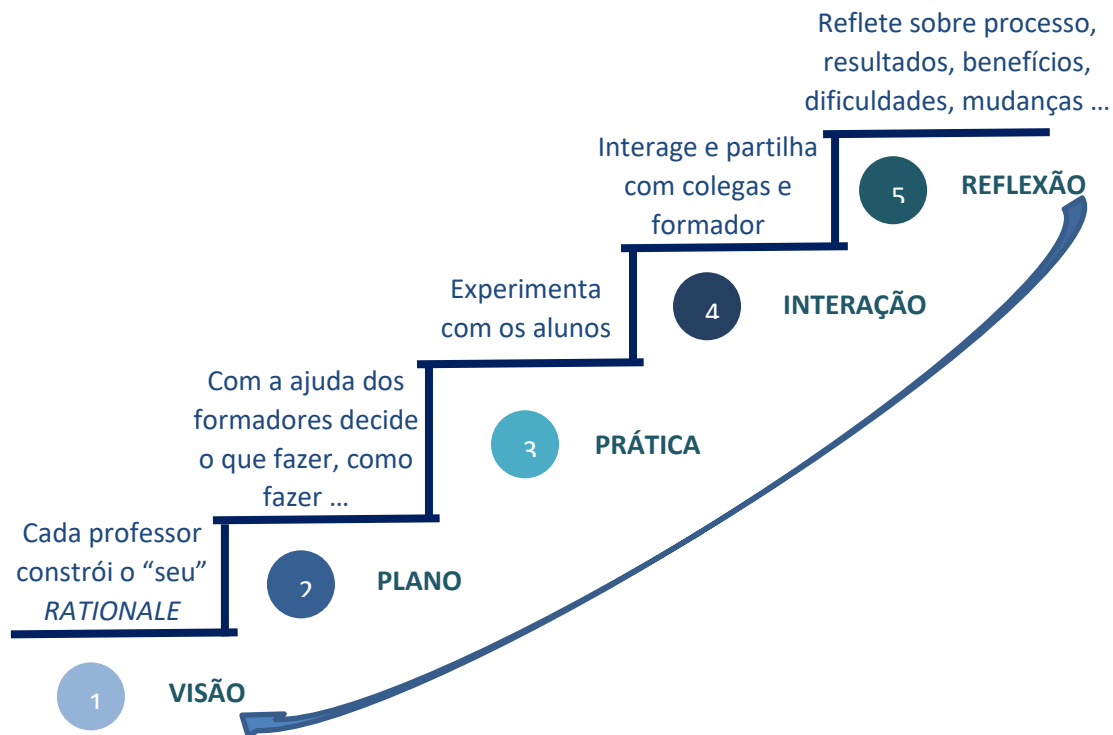 Reflete sobre processo,
resultados, benefícios,
dificuldades, mudanças …
Interage e partilha
com colegas e
formador
5
REFLEXÃO
Experimenta
com os alunos
4
INTERAÇÃO
Com a ajuda dos
formadores decide
o que fazer, como
fazer …
3
PRÁTICA
Cada professor
constrói o “seu”
RATIONALE
2
PLANO
1
VISÃO